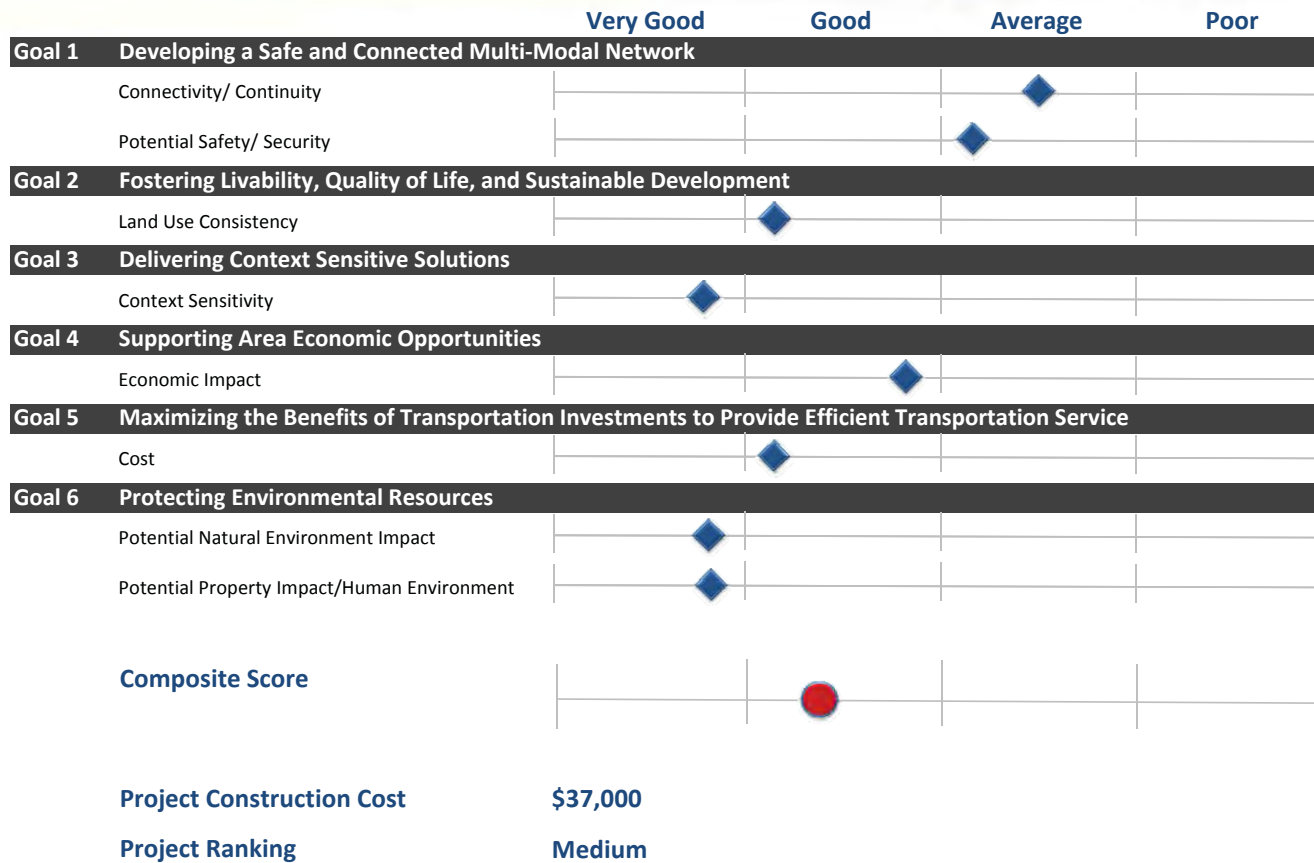 Very Good Good Average Poor
Goal 1 Developing a Safe and Connected Multi-Modal Network
Connectivity/ Continuity
Potential Safety/ Security
Goal 2 Fostering Livability, Quality of Life, and Sustainable Development
Land Use Consistency
Goal 3 Delivering Context Sensitive Solutions
Context Sensitivity
Goal 4 Supporting Area Economic Opportunities
Economic Impact
Goal 5 Maximizing the Benefits of Transportation Investments to Provide Efficient Transportation Service
Cost
Goal 6 Protecting Environmental Resources
Potential Natural Environment Impact
Potential Property Impact/Human Environment
Composite Score
Project Construction Cost $37,000
Project Ranking Medium